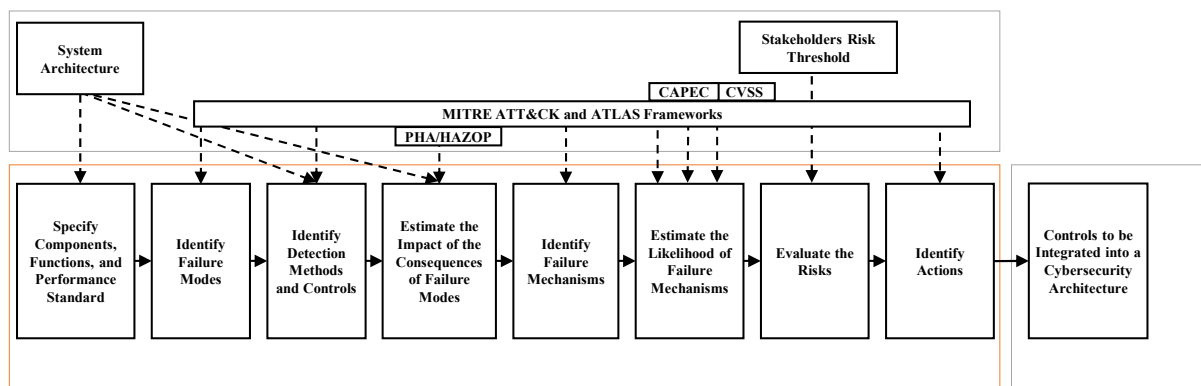 System
Architecture
Stakeholders Risk
Threshold
CAPEC
CVSS
MITRE ATT&CK and ATLAS Frameworks
PHA/HAZOP
Specify
Components,
Functions, and
Performance
Standard
Identify
Failure
Modes
Identify
Detection
Methods
and Controls
Estimate the
Impact of the
Consequences
of Failure
Modes
Identify
Failure
Mechanisms
Estimate the
Likelihood of
Failure
Mechanisms
Evaluate the
Risks
Identify
Actions
Controls to be
Integrated into a
Cybersecurity
Architecture